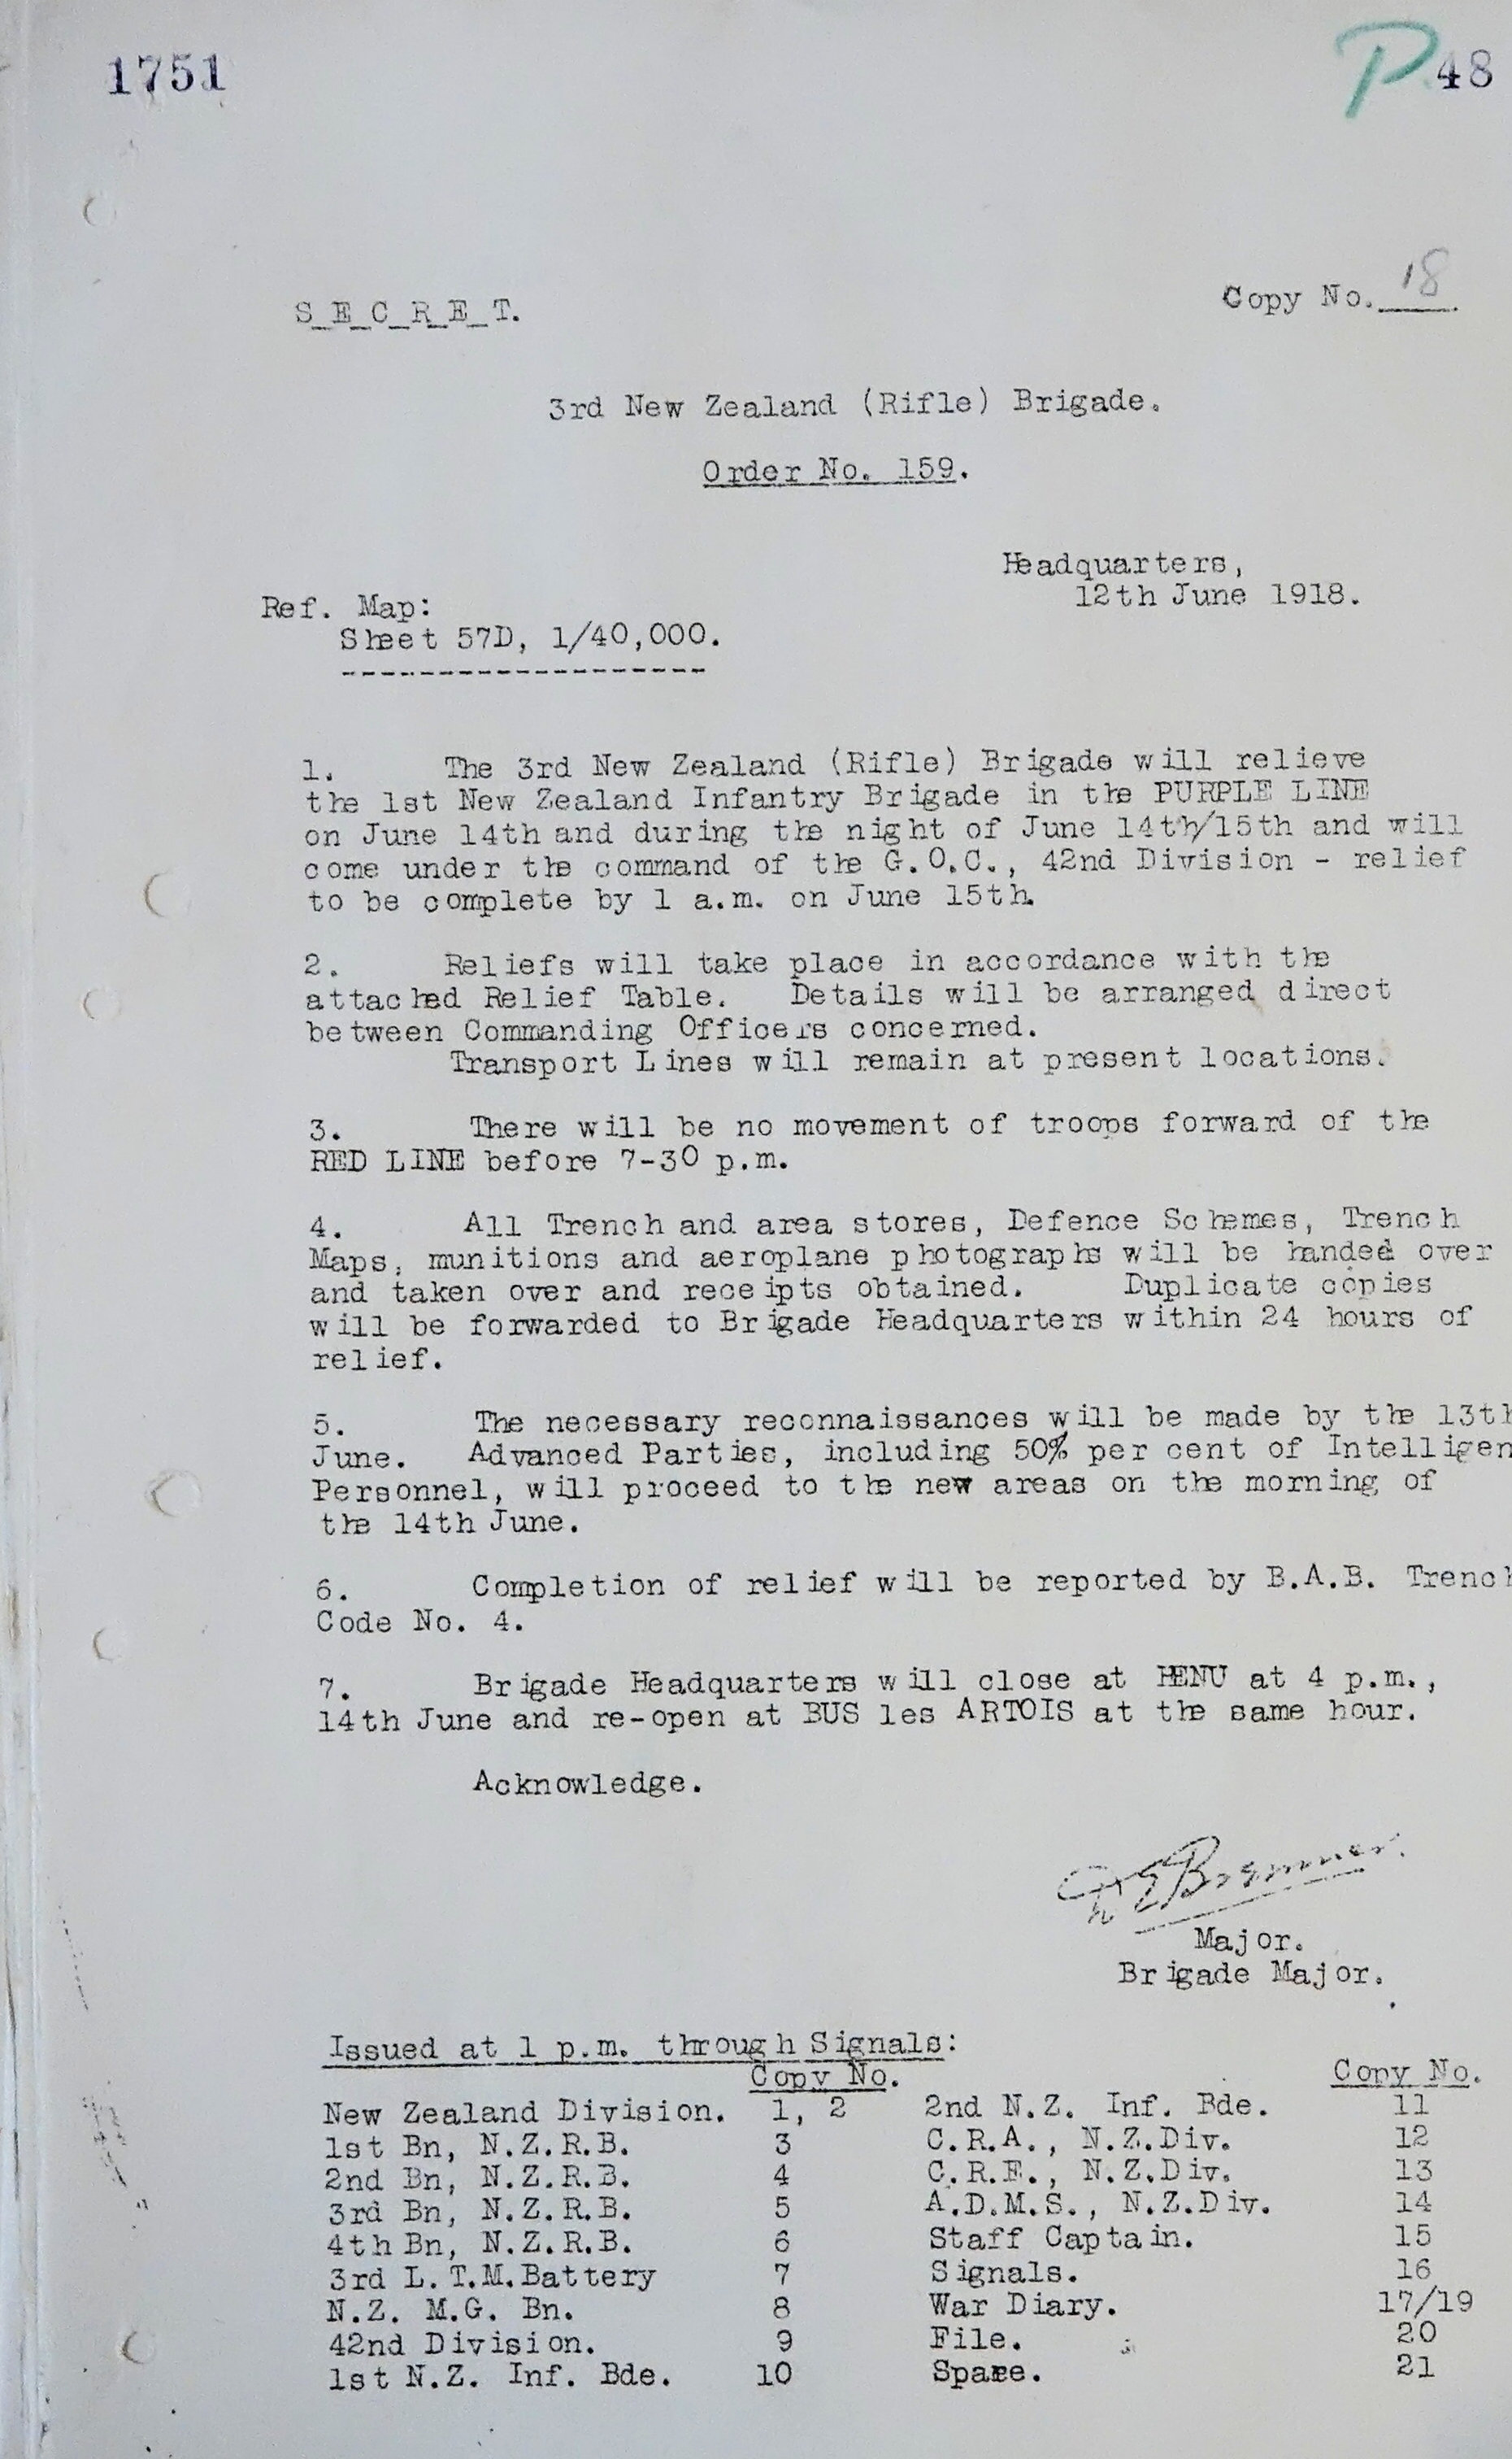 1751
P 48
S_E_C_R_E_T.
Copy No. 18.
3rd New Zealand (Rifle) Brigade.
Order No. 159.
Headquarters,
12th June 1918.
Ref. Map:
Sheet 57D, 1/40,000.
-------------------
1. The 3rd New Zealand (Rifle) Brigade will relieve
the 1st New Zealand Infantry Brigade in the PURPLE LINE
on June 14th and during the night of June 14th/15th and will
come under the command of the G.O.C., 42nd Division - relief
to be complete by 1 a.m. on June 15th.
2. Reliefs will take place in accordance with the
attached Relief Table. Details will be arranged direct
between Commanding Officers concerned.
Transport Lines will remain at present locations.
3. There will be no movement of troops forward of the
RED LINE before 7-30 p.m.
4. All Trench and area stores, Defence Schemes, Trench
Maps, munitions and aeroplane photographs will be handed over
and taken over and receipts obtained. Duplicate copies
will be forwarded to Brigade Headquarters within 24 hours of
relief.
5. The necessary reconnaissances will be made by the 13th
June. Advanced Parties, including 50% per cent of Intelligen
Personnel, will proceed to the new areas on the morning of
the 14th June.
6. Completion of relief will be reported by B.A.B. Trench
Code No. 4.
7. Brigade Headquarters will close at HENU at 4 p.m.,
14th June and re-open at BUS les ARTOIS at the same hour.
Acknowledge.
Bremner.
Major.
Brigade Major.
Issued at 1 p.m. through Signals:
Copy No. Copy No.
New Zealand Division. 1, 2 2nd N.Z. Inf. Bde. 11
1st Bn, N.Z.R.B. 3 C.R.A., N.Z.Div. 12
2nd Bn, N.Z.R.B. 4 C.R.E., N.Z.Div. 13
3rd Bn, N.Z.R.B. 5 A.D.M.S., N.Z.Div. 14
4th Bn, N.Z.R.B. 6 Staff Captain. 15
3rd L.T.M.Battery 7 Signals. 16
N.Z. M.G. Bn. 8 War Diary. 17/19
42nd Division. 9 File. 20
1st N.Z. Inf. Bde. 10 Spare. 21